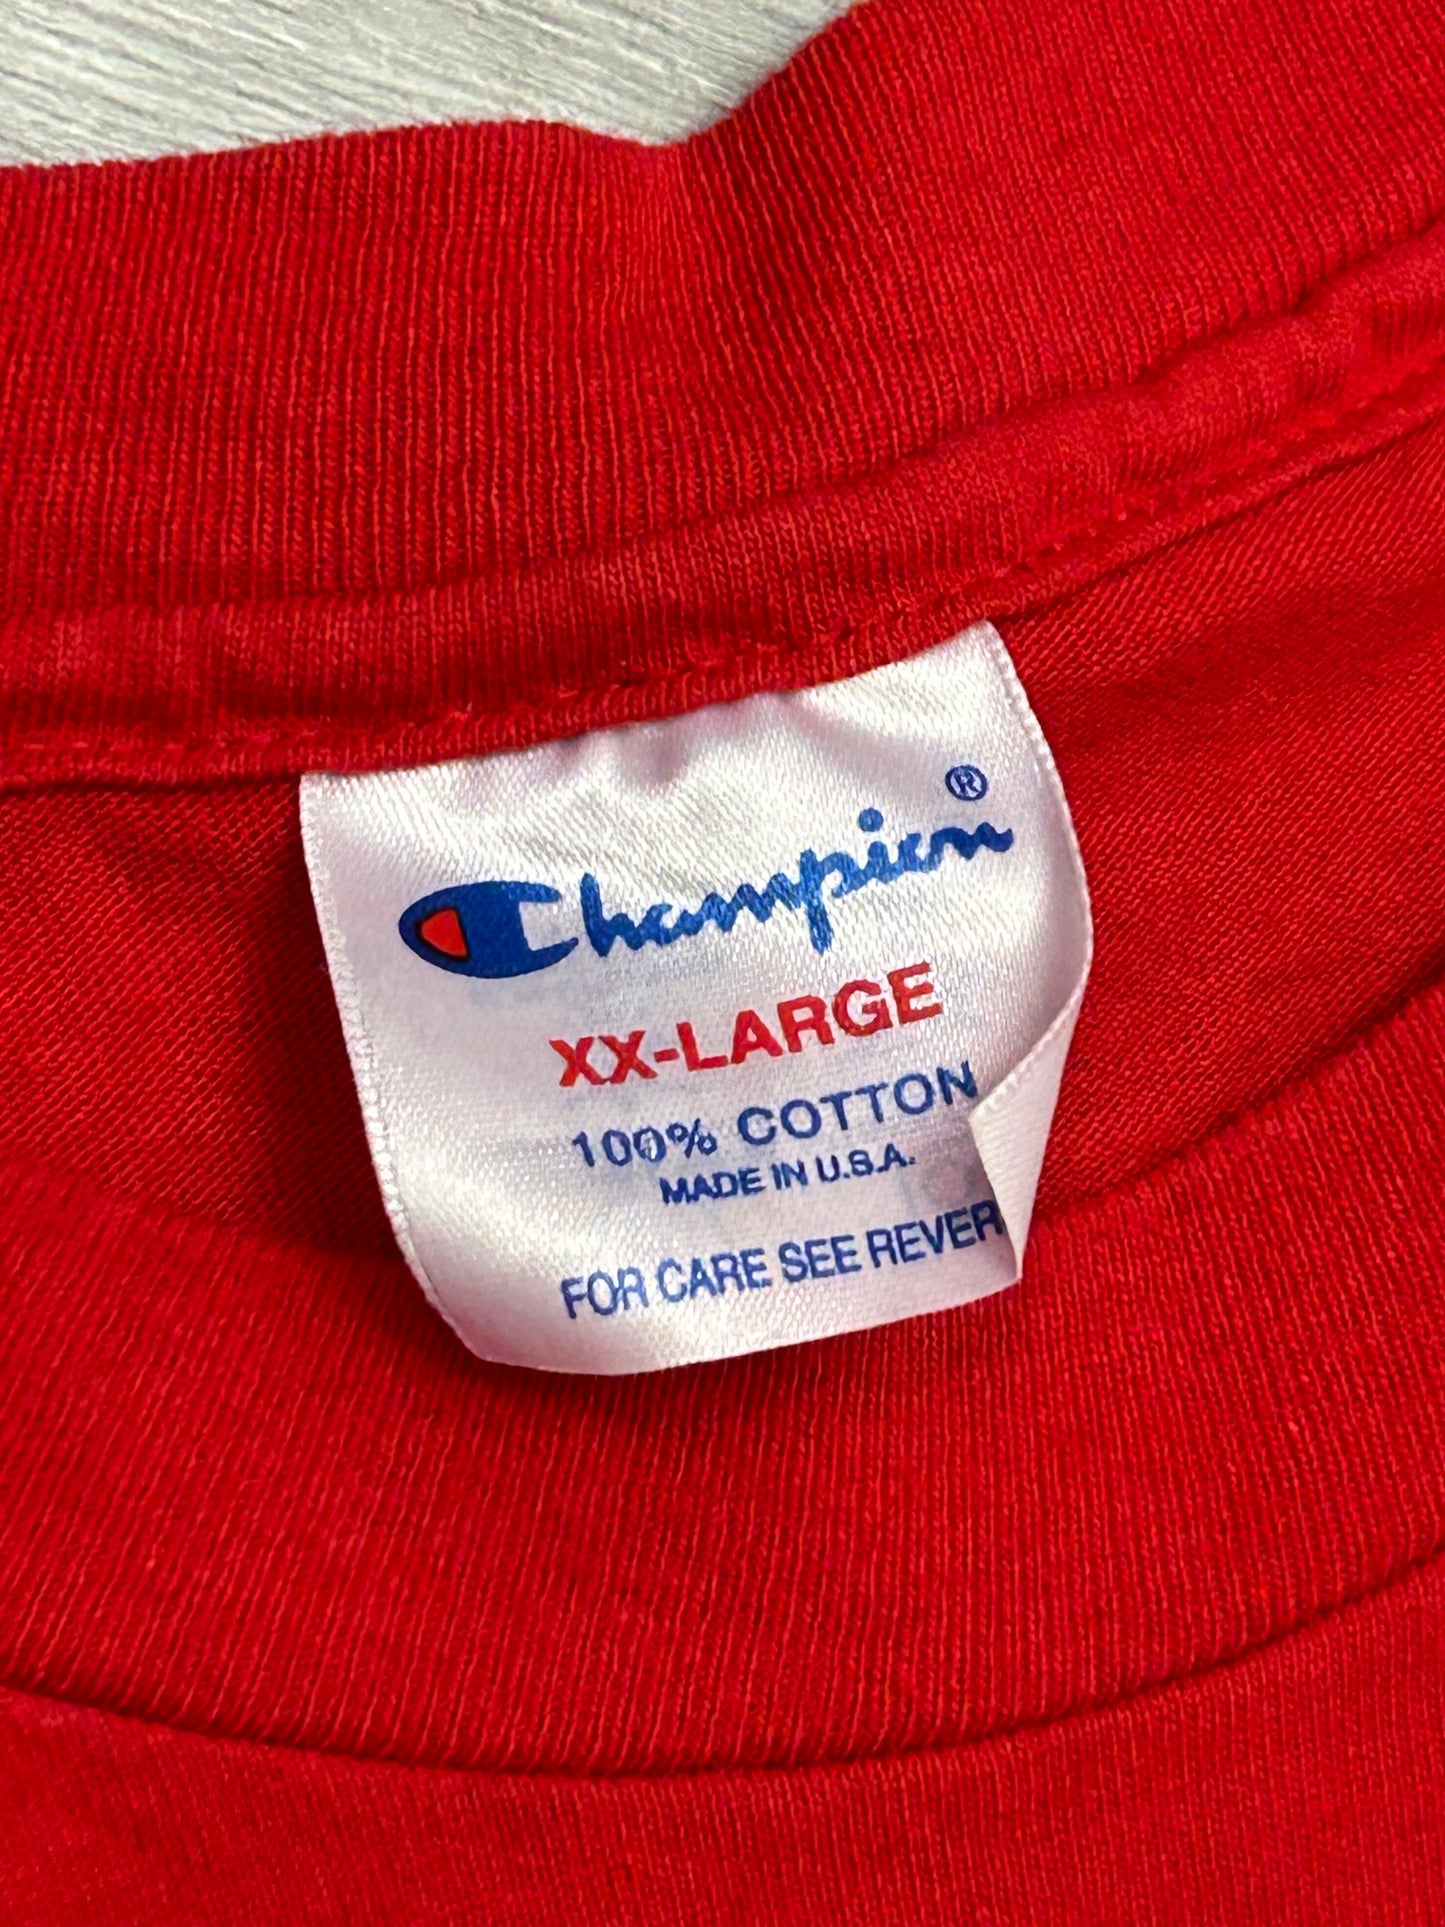 ®
Champion
XX-LARGE
100% COTTON
MADE IN U.S.A.
FOR CARE SEE REVER